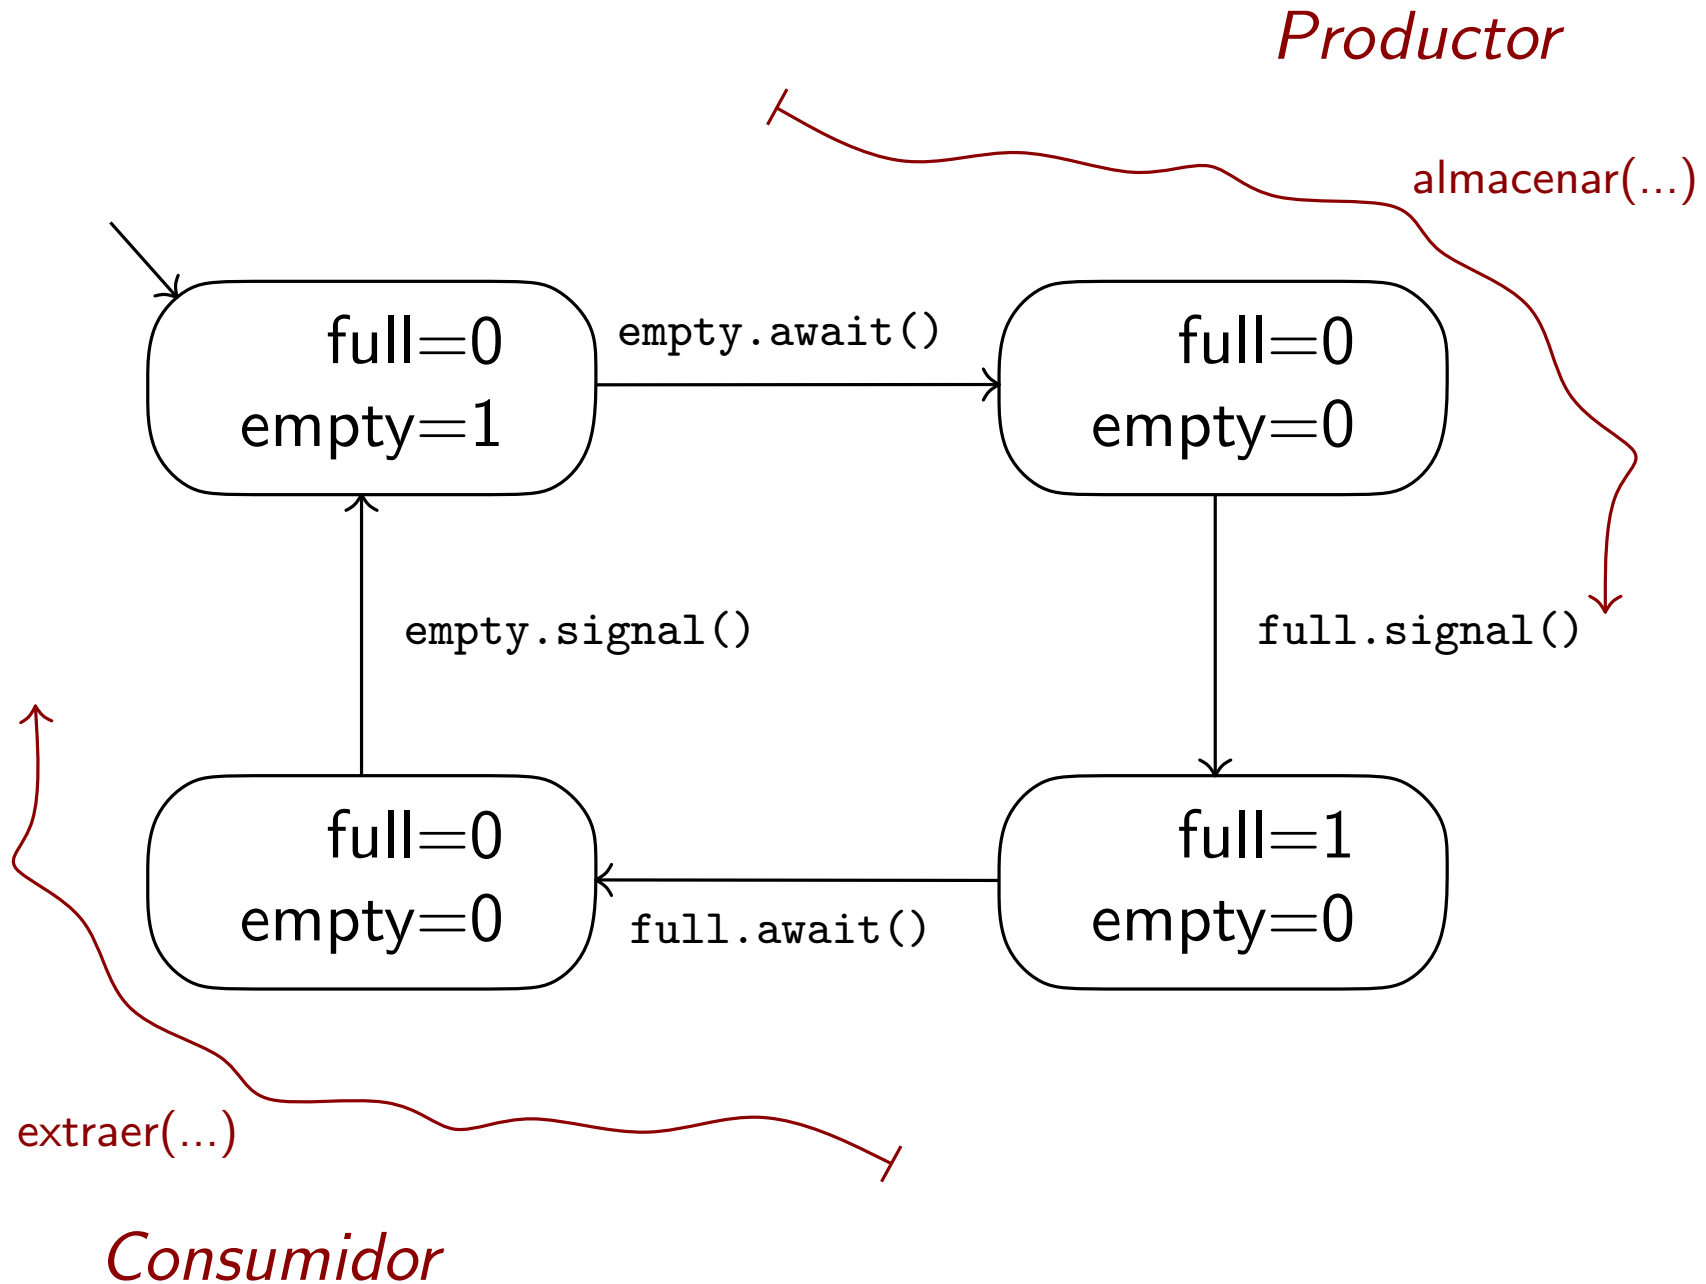 Productor
almacenar(...)
full=0
empty=1
empty.await()
full=0
empty=0
empty.signal()
full.signal()
full=0
empty=0
full.await()
full=1
empty=0
extraer(...)
Consumidor